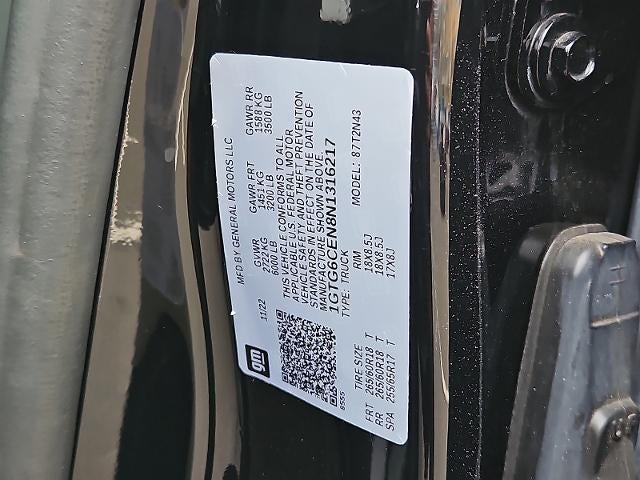 gm
MFD BY GENERAL MOTORS LLC
11/22
GVWR GAWR FRT GAWR RR
2722KG 1451 KG 1588 KG
6000 LB 3200 LB 3500 LB
THIS VEHICLE CONFORMS TO ALL
APPLICABLE U.S. FEDERAL MOTOR
VEHICLE SAFETY AND THEFT PREVENTION
STANDARDS IN EFFECT ON THE DATE OF
MANUFACTURE SHOWN ABOVE.
1GTG6CEN8N1316217
TYPE: TRUCK MODEL: 87T2N43
8555
TIRE SIZE RIM
FRT 265/60R18 T 18X8.5J
RR 265/60R18 T 18X8.5J
SPA 255/65R17 T 17X8J